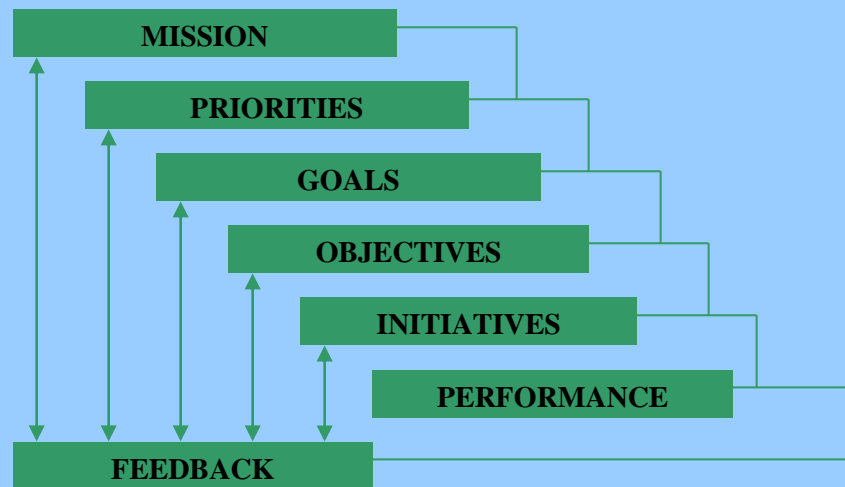 MISSION
PRIORITIES
GOALS
OBJECTIVES
INITIATIVES
PERFORMANCE
FEEDBACK